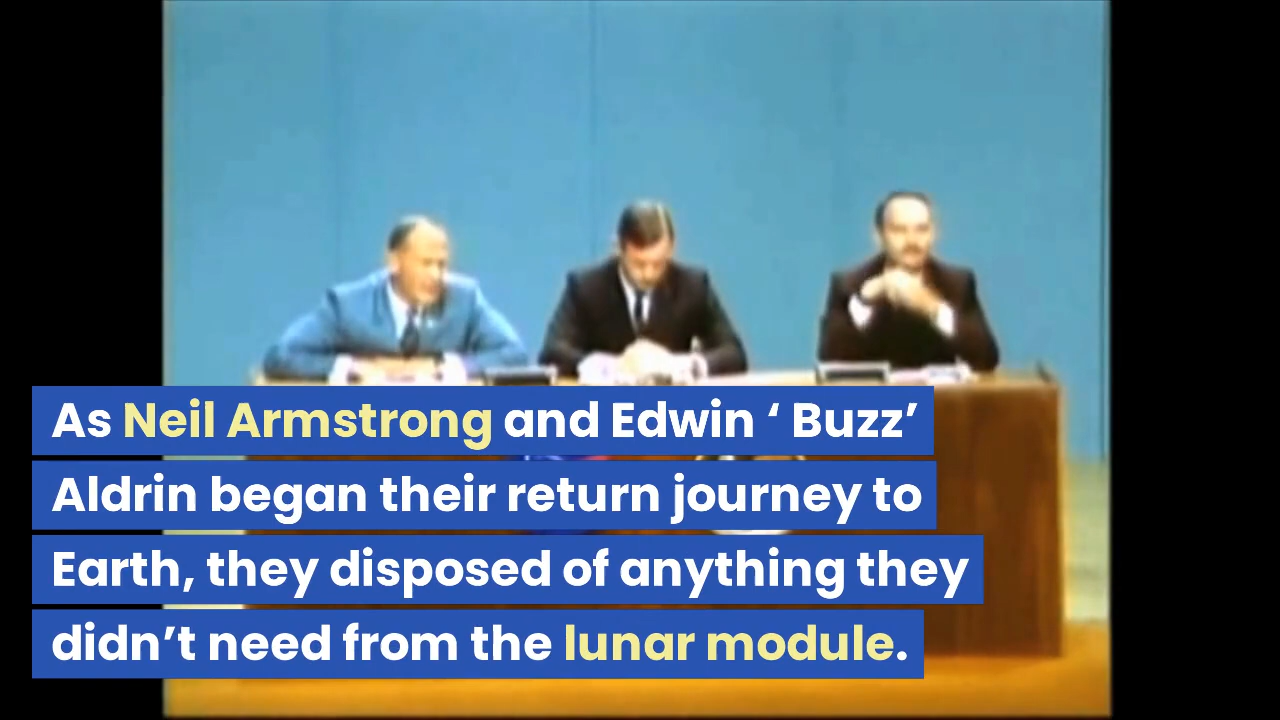 As Neil Armstrong and Edwin ‘ Buzz’
Aldrin began their return journey to
Earth, they disposed of anything they
didn’t need from the lunar module.